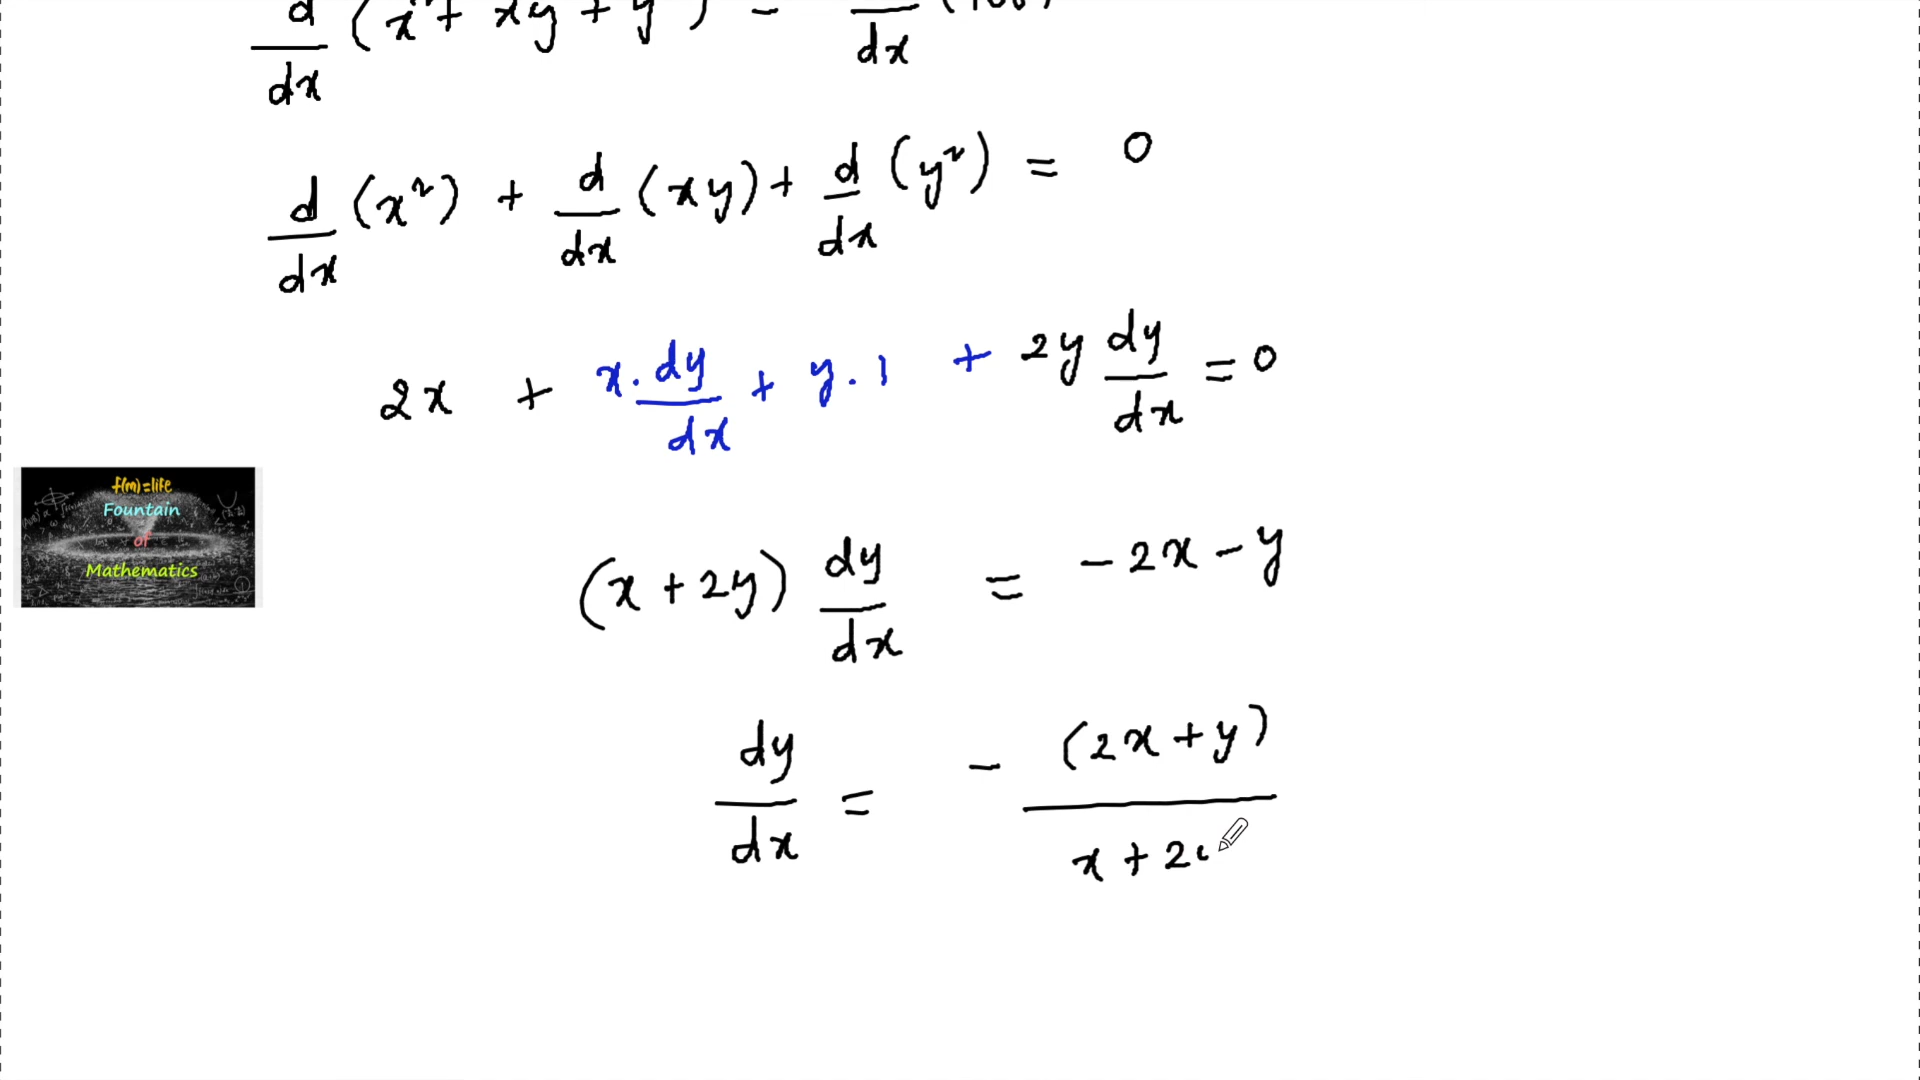 d/dx (x² + xy + y²) = d/dx (100)
d/dx (x²) + d/dx (xy) + d/dx (y²) = 0
2x + x·dy/dx + y·1 + 2y dy/dx = 0
f(m)=life
Fountain
of
Mathematics
(x + 2y) dy/dx = -2x - y
dy/dx = - (2x + y) / x + 2